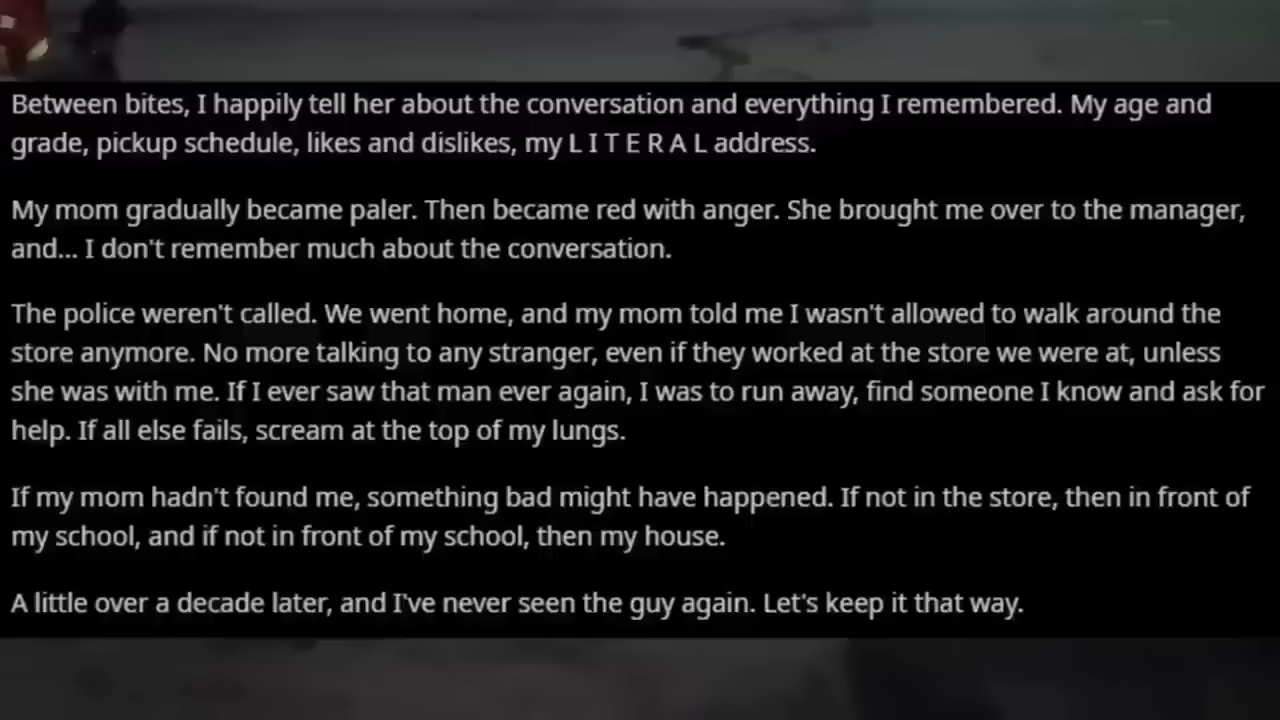 Between bites, I happily tell her about the conversation and everything I remembered. My age and
grade, pickup schedule, likes and dislikes, my L I T E R A L address.
My mom gradually became paler. Then became red with anger. She brought me over to the manager,
and... I don't remember much about the conversation.
The police weren't called. We went home, and my mom told me I wasn't allowed to walk around the
store anymore. No more talking to any stranger, even if they worked at the store we were at, unless
she was with me. If I ever saw that man ever again, I was to run away, find someone I know and ask for
help. If all else fails, scream at the top of my lungs.
If my mom hadn't found me, something bad might have happened. If not in the store, then in front of
my school, and if not in front of my school, then my house.
A little over a decade later, and I've never seen the guy again. Let's keep it that way.